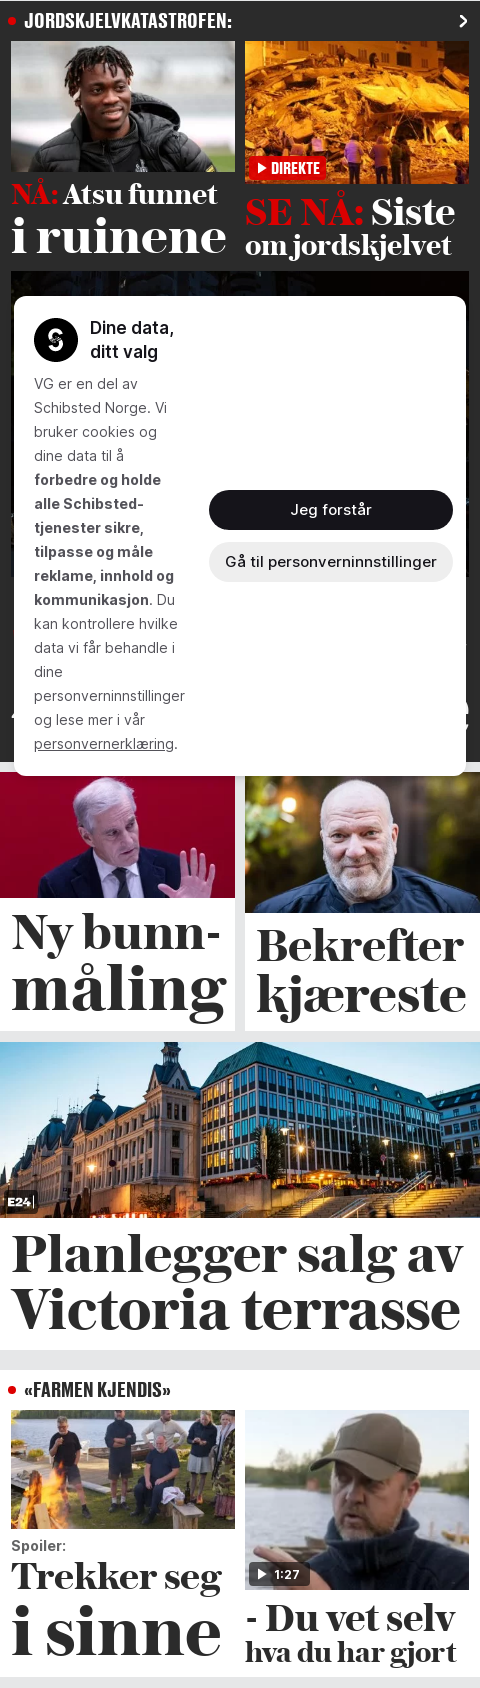 JORDSKJELVKATASTROFEN:
NÅ: Atsu funnet
i ruinene
DIREKTE
SE NÅ: Siste
om jordskjelvet
Dine data,
ditt valg
VG er en del av
Schibsted Norge. Vi
bruker cookies og
dine data til å
forbedre og holde
alle Schibsted-
tjenester sikre,
tilpasse og måle
reklame, innhold og
kommunikasjon. Du
kan kontrollere hvilke
data vi får behandle i
dine
personverninnstillinger
og lese mer i vår
personvernerklæring.
Jeg forstår
Gå til personverninnstillinger
Ny bunn-
måling
Bekrefter
kjæreste
E24
Planlegger salg av
Victoria terrasse
«FARMEN KJENDIS»
Spoiler:
Trekker seg
i sinne
1:27
- Du vet selv
hva du har gjort